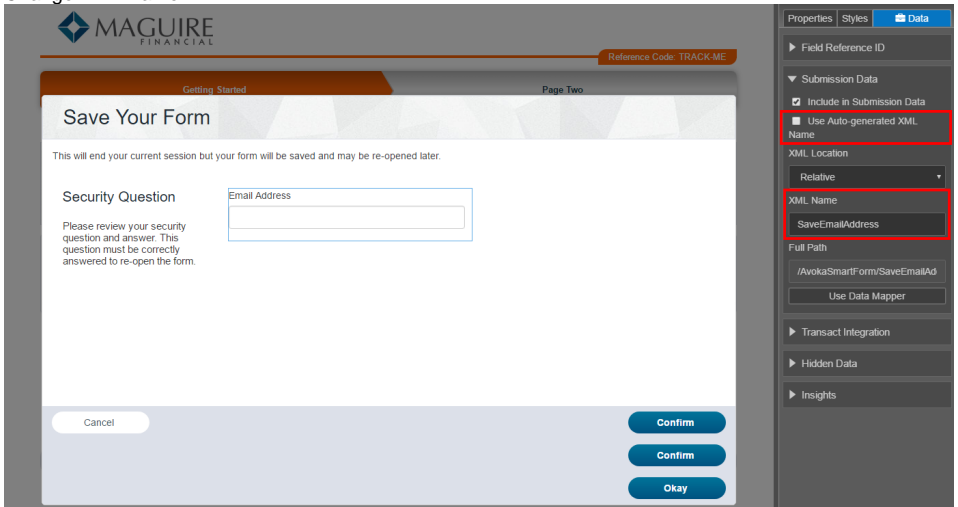 MAGUIRE
FINANCIAL
Reference Code: TRACK-ME
Getting Started
Page Two
Save Your Form
This will end your current session but your form will be saved and may be re-opened later.
Security Question
Please review your security
question and answer. This
question must be correctly
answered to re-open the form.
Email Address
Cancel
Confirm
Confirm
Okay
Properties Styles Data
Field Reference ID
Submission Data
Include in Submission Data
Use Auto-generated XML
Name
XML Location
Relative
XML Name
SaveEmailAddress
Full Path
/AvokaSmartForm/SaveEmailAd
Use Data Mapper
Transact Integration
Hidden Data
Insights